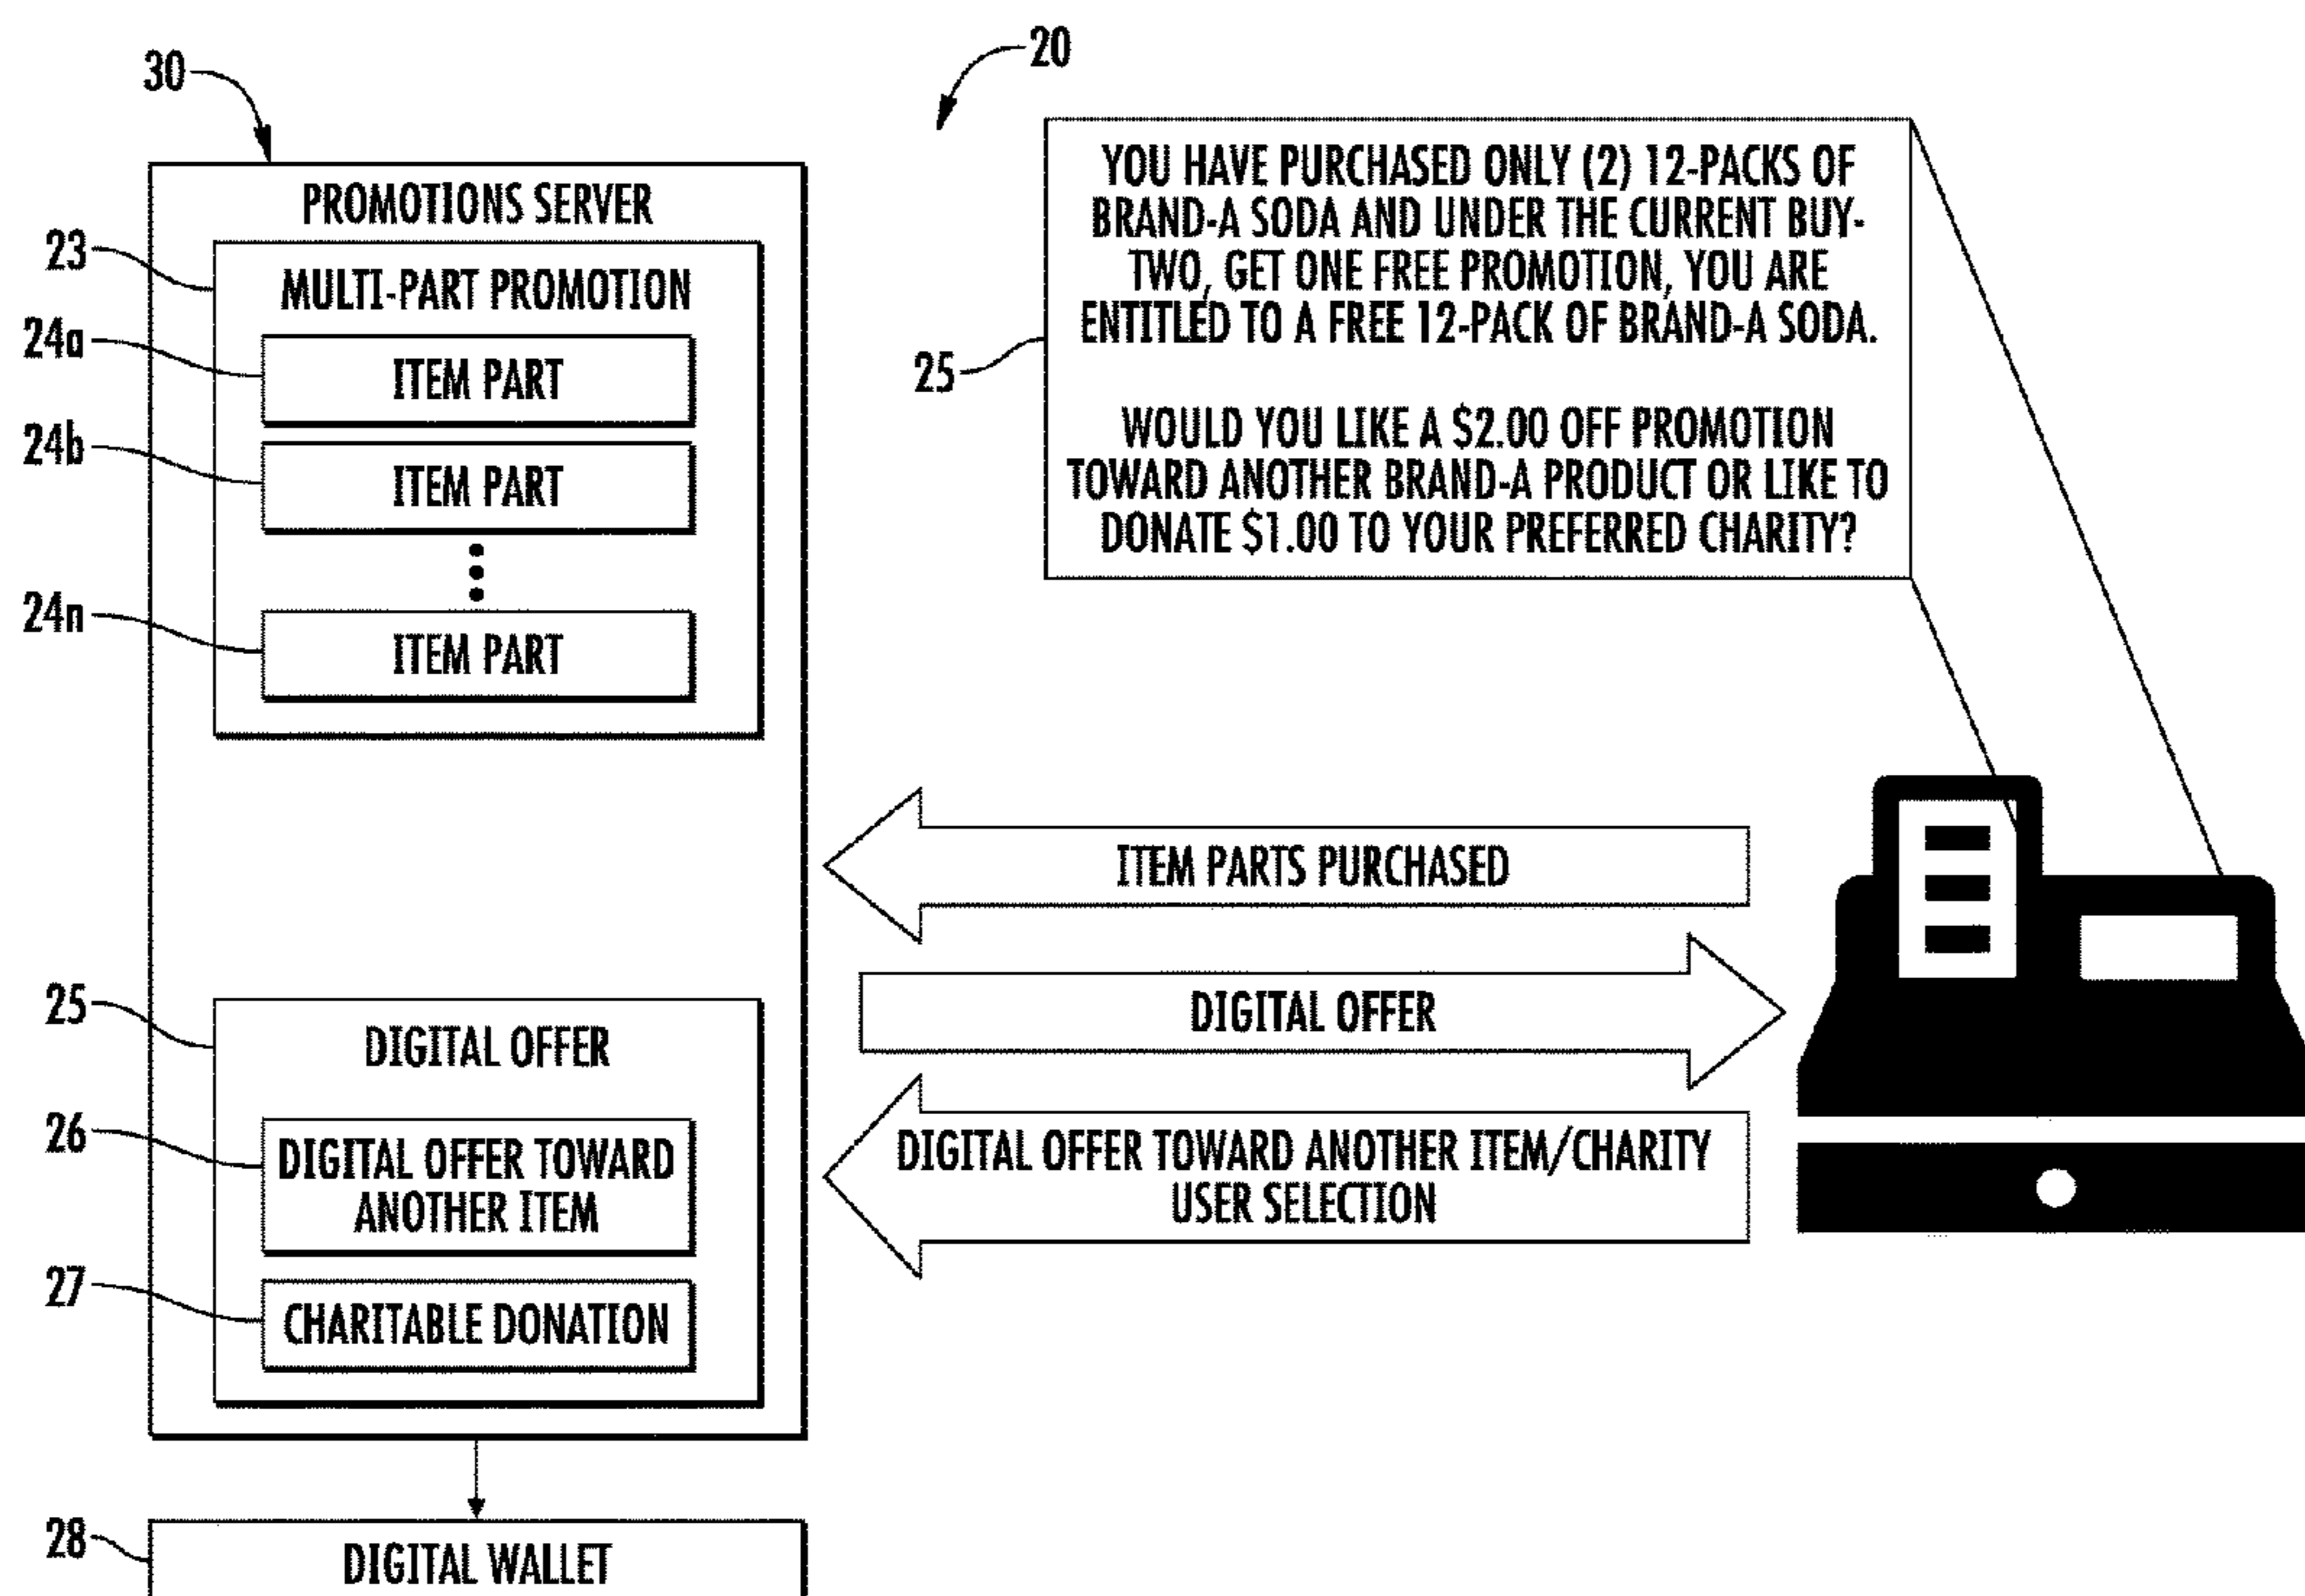 30
20
PROMOTIONS SERVER
23
MULTI-PART PROMOTION
24a
ITEM PART
24b
ITEM PART
24n
ITEM PART
YOU HAVE PURCHASED ONLY (2) 12-PACKS OF
BRAND-A SODA AND UNDER THE CURRENT BUY-
TWO, GET ONE FREE PROMOTION, YOU ARE
ENTITLED TO A FREE 12-PACK OF BRAND-A SODA.
25
WOULD YOU LIKE A $2.00 OFF PROMOTION
TOWARD ANOTHER BRAND-A PRODUCT OR LIKE TO
DONATE $1.00 TO YOUR PREFERRED CHARITY?
ITEM PARTS PURCHASED
DIGITAL OFFER
DIGITAL OFFER TOWARD ANOTHER ITEM/CHARITY
USER SELECTION
25
DIGITAL OFFER
26
DIGITAL OFFER TOWARD
ANOTHER ITEM
27
CHARITABLE DONATION
28
DIGITAL WALLET